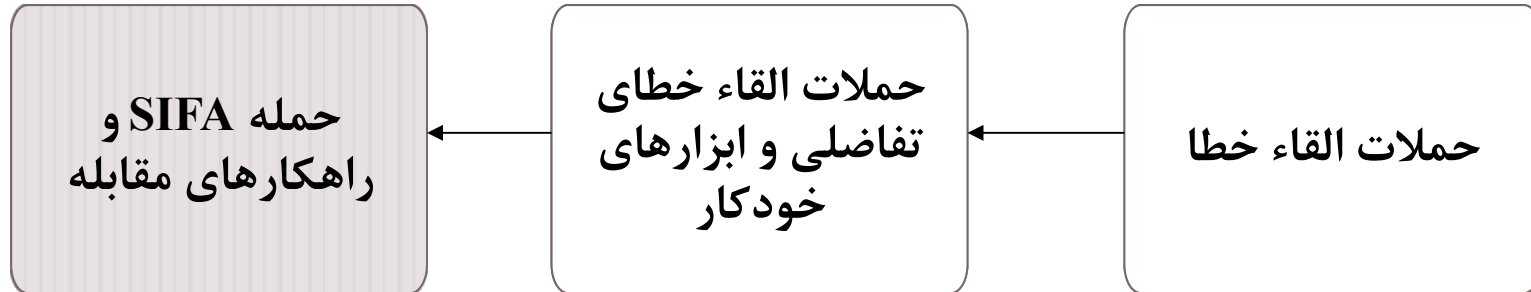 حملات القاء خطا
حملات القاء خطای
تفاضلی و ابزارهای
خودکار
حمله SIFA و
راهکارهای مقابله